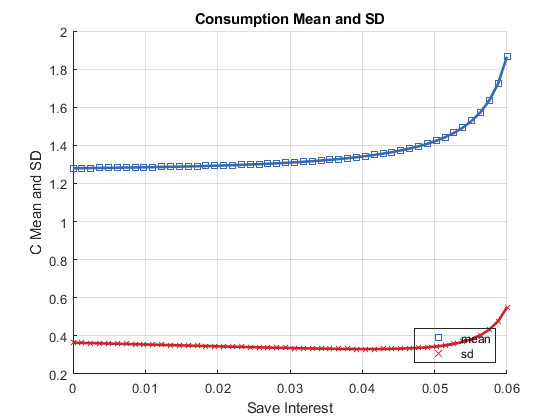 Consumption Mean and SD
2
1.8
1.6
1.4
1.2
1
0.8
0.6
0.4
0.2
C Mean and SD
mean
sd
0 0.01 0.02 0.03 0.04 0.05 0.06
Save Interest